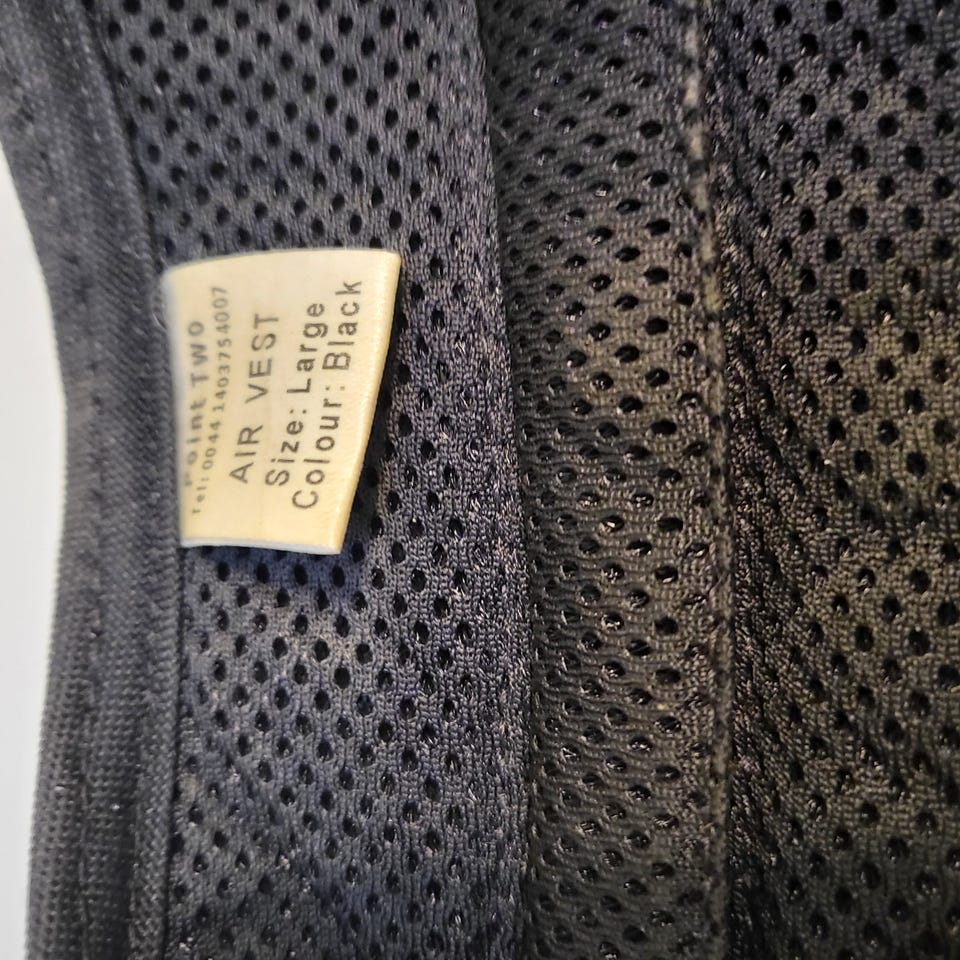 Point Two
Tel: 0044 1403754007
AIR VEST
Size: Large
Colour: Black